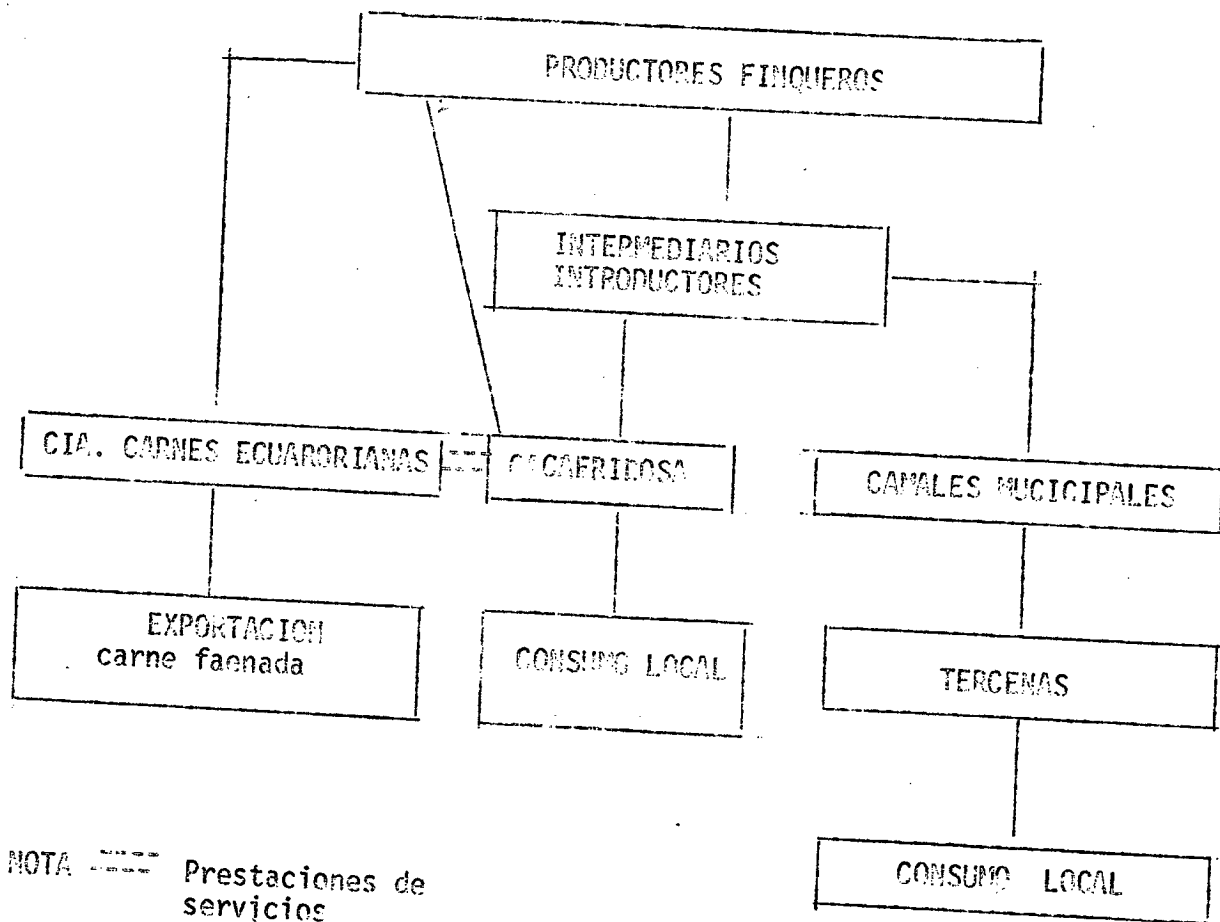 PRODUCTORES FINQUEROS
INTERMEDIARIOS
INTRODUCTORES
CIA. CARNES ECUARORIANAS
CACAFRIDOSA
CAMALES MUCICIPALES
EXPORTACION
carne faenada
CONSUMO LOCAL
TERCENAS
CONSUMO LOCAL
NOTA ==== Prestaciones de
servicios